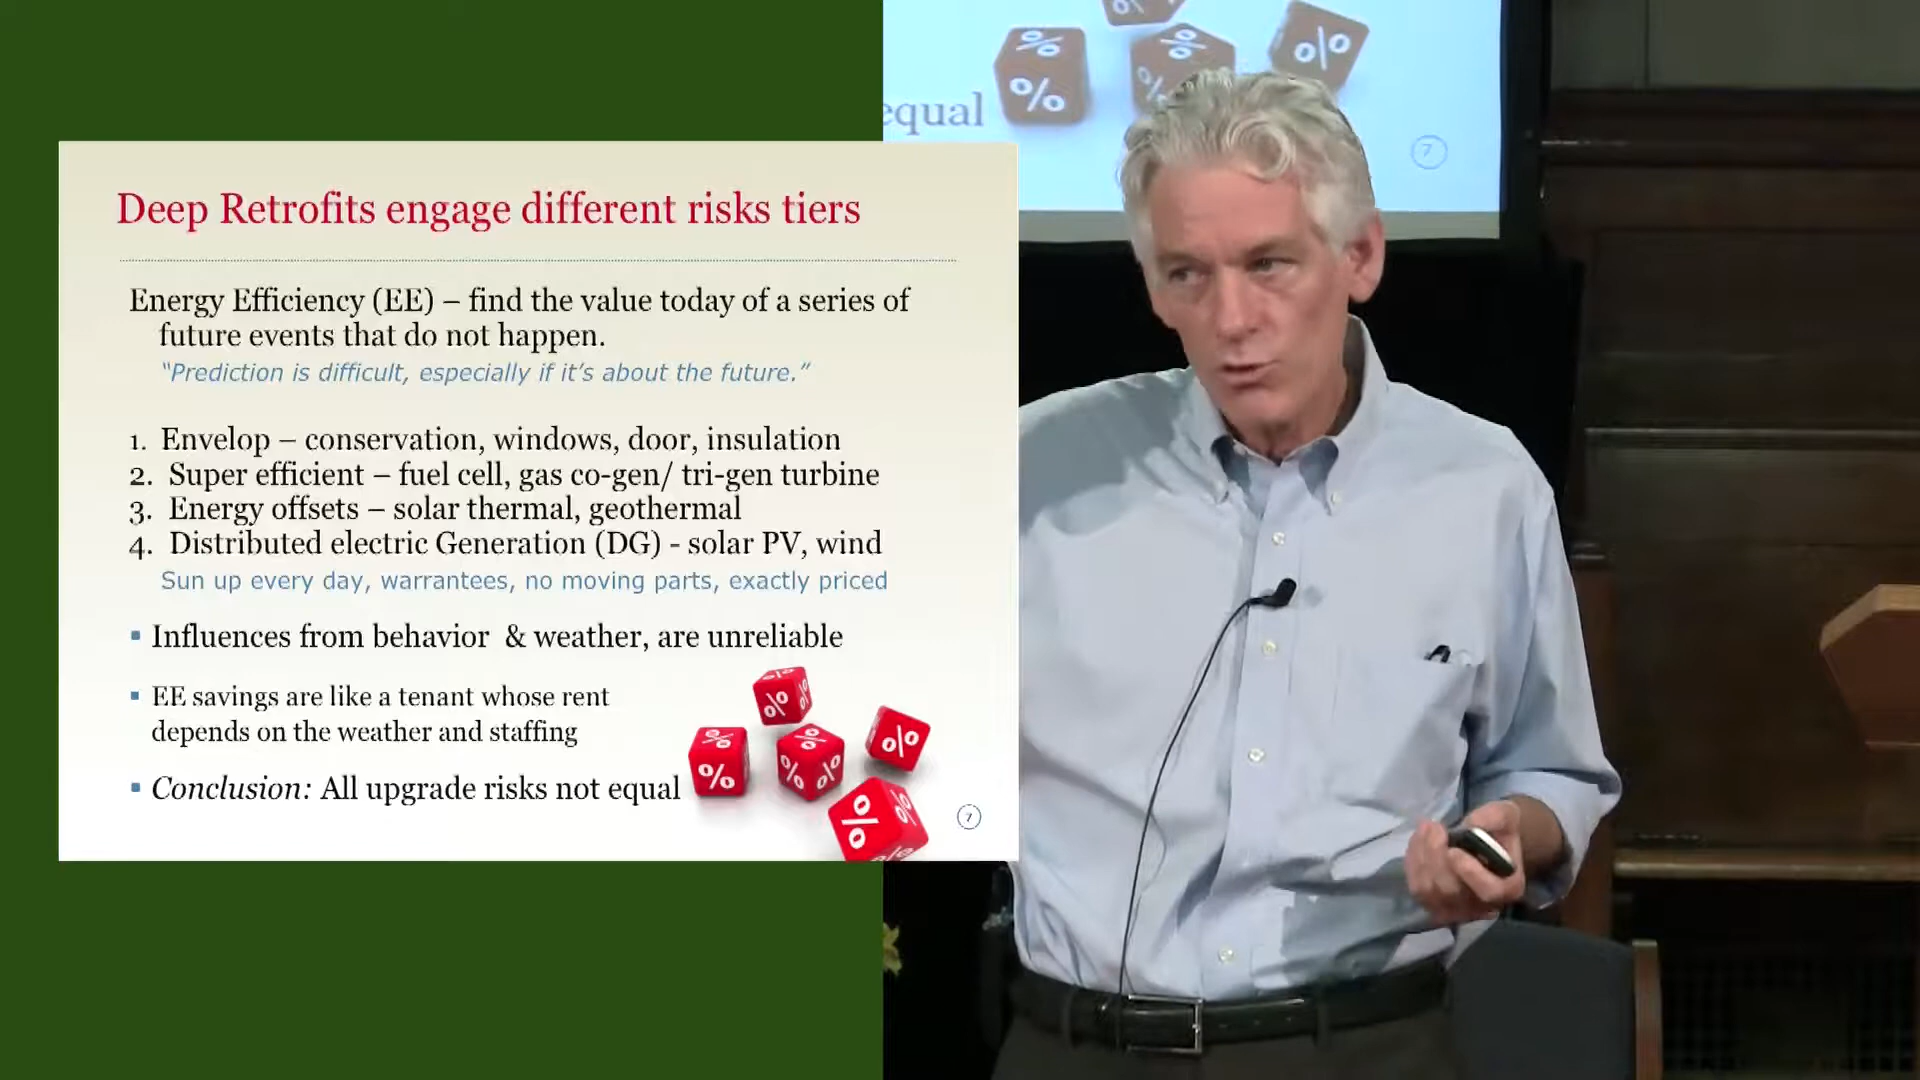 Deep Retrofits engage different risks tiers
Energy Efficiency (EE) – find the value today of a series of
future events that do not happen.
“Prediction is difficult, especially if it’s about the future.”
1. Envelop – conservation, windows, door, insulation
2. Super efficient – fuel cell, gas co-gen/ tri-gen turbine
3. Energy offsets – solar thermal, geothermal
4. Distributed electric Generation (DG) - solar PV, wind
Sun up every day, warrantees, no moving parts, exactly priced
▪ Influences from behavior & weather, are unreliable
▪ EE savings are like a tenant whose rent
depends on the weather and staffing
▪ Conclusion: All upgrade risks not equal
% % % % % % % % % % %
7
equal
% % % % % %
7